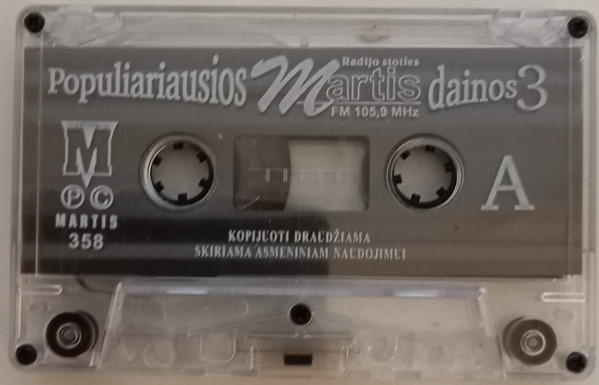 Radijo stoties
Populiariausios Martis dainos 3
FM 105,9 MHz
M
Ⓟ Ⓒ
MARTIS
358
A
KOPIJUOTI DRAUDŽIAMA
SKIRIAMA ASMENINIAM NAUDOJIMUI